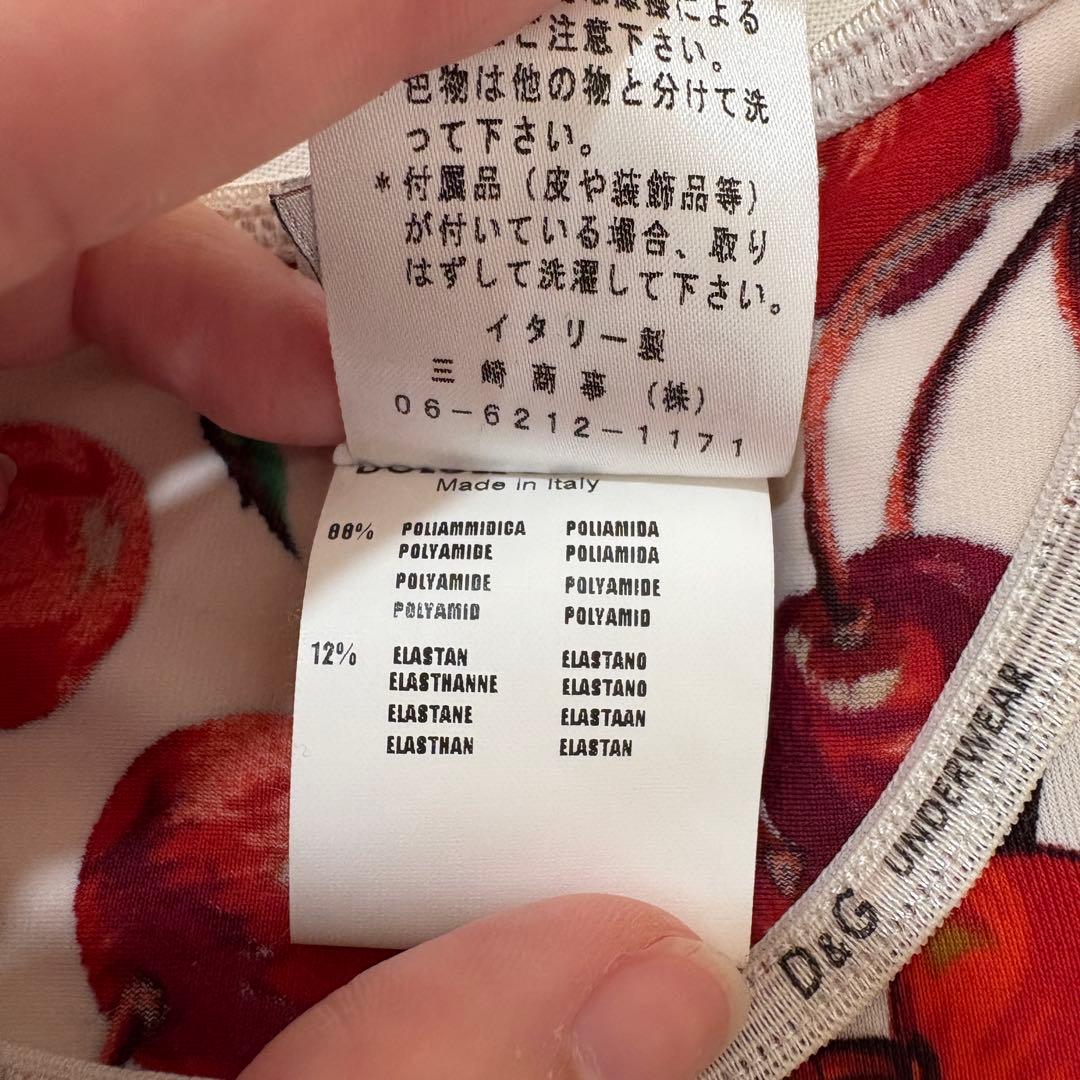 ご注意下さい。
色物は他の物と分けて洗
って下さい。
*付属品（皮や装飾品等）
が付いている場合、取り
はずして洗濯して下さい。
イタリー製
三崎商事（株）
06-6212-1171
Made in Italy
88% POLIAMMIDICA POLIAMIDA
POLYAMIDE POLIAMIDA
POLYAMIDE POLYAMIDE
POLYAMID POLYAMID
12% ELASTAN ELASTANO
ELASTHANNE ELASTANO
ELASTANE ELASTAAN
ELASTHAN ELASTAN
D&G UNDERWEAR